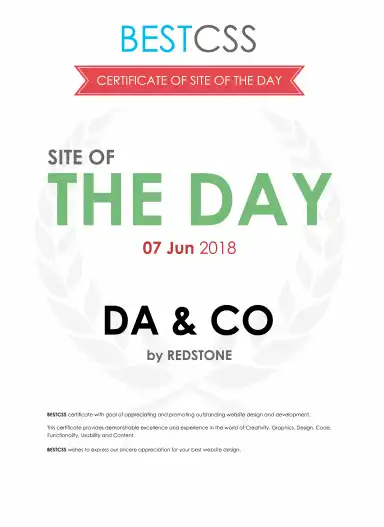 BESTCSS
CERTIFICATE OF SITE OF THE DAY
SITE OF
THE DAY
07 Jun 2018
DA & CO
by REDSTONE
BESTCSS certificate with goal of appreciating and promoting outstanding website design and development.
This certificate provides demonstrable excellence and experience in the world of Creativity, Graphics, Design, Code,
Functionality, Usability and Content.
BESTCSS wishes to express our sincere appreciation for your best website design.